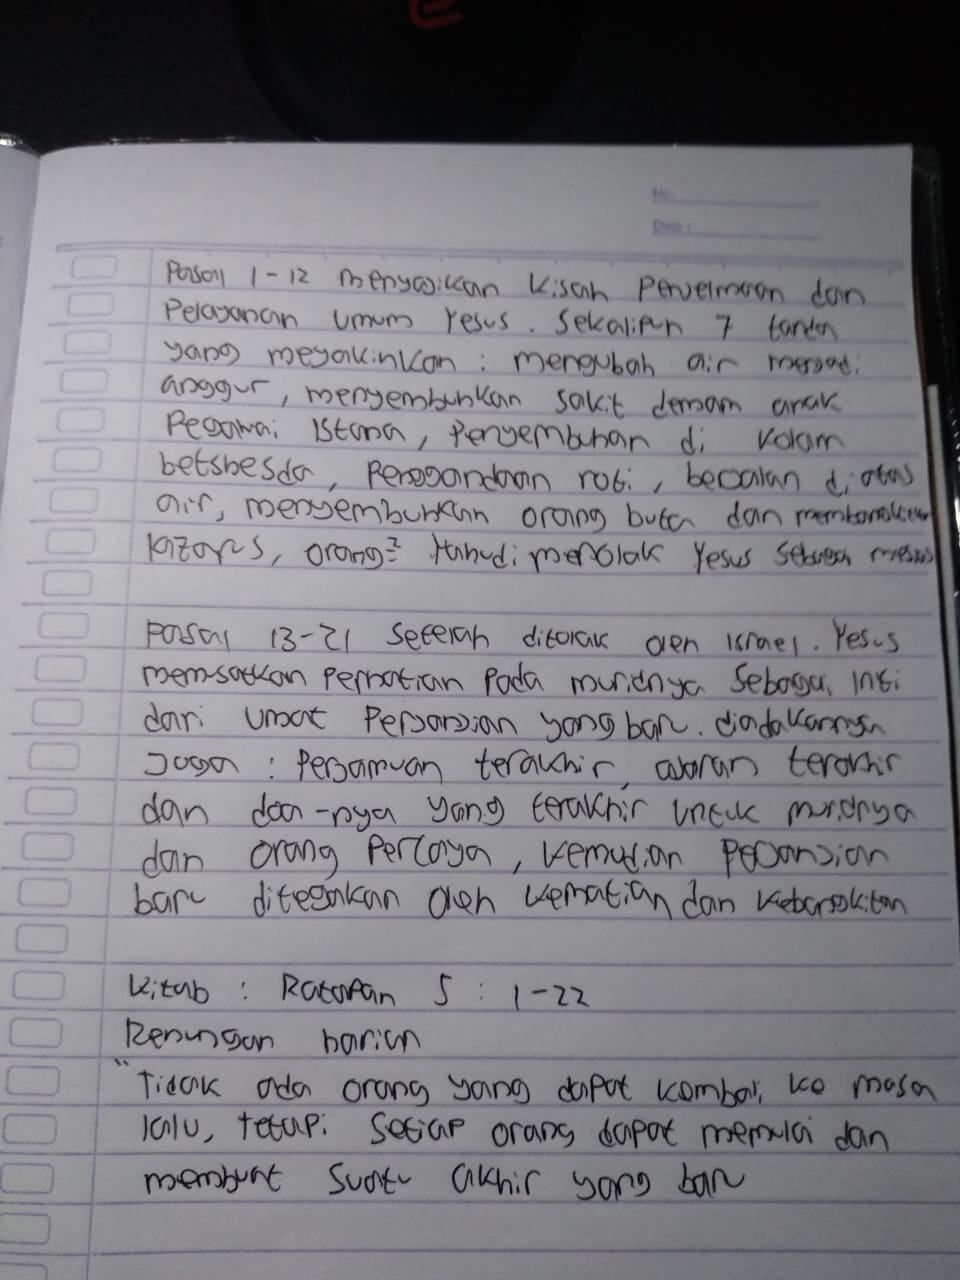 No:
Date:
Pasal 1-12 menyajikan kisah penjelmaan dan
Pelayanan umum Yesus. Sekalipun 7 tanda
yang meyakinkan: mengubah air menjadi
anggur, menyembuhkan sakit demam anak
Pegawai istana, Penyembuhan di kolam
betshesda, Penggandaan roti, berjalan di atas
air, menyembuhkan orang buta dan membangkitkan
Lazarus, orang² Yahudi menolak Yesus sebagai mesias
Pasal 13-21 setelah ditolak oleh Israel. Yesus
memusatkan perhatian pada muridnya sebagai inti
dari umat Perjanjian yang baru. diadakannya
Juga: Perjamuan terakhir, ajaran terakhir
dan doa-nya yang terakhir untuk muridnya
dan orang Percaya, kemudian Perjanjian
baru ditegakan oleh kematian dan kebangkitan
Kitab: Ratapan 5:1-22
Renungan harian
"Tidak ada orang yang dapat kembali ke masa
lalu, tetapi setiap orang dapat memulai dan
membuat suatu akhir yang baru